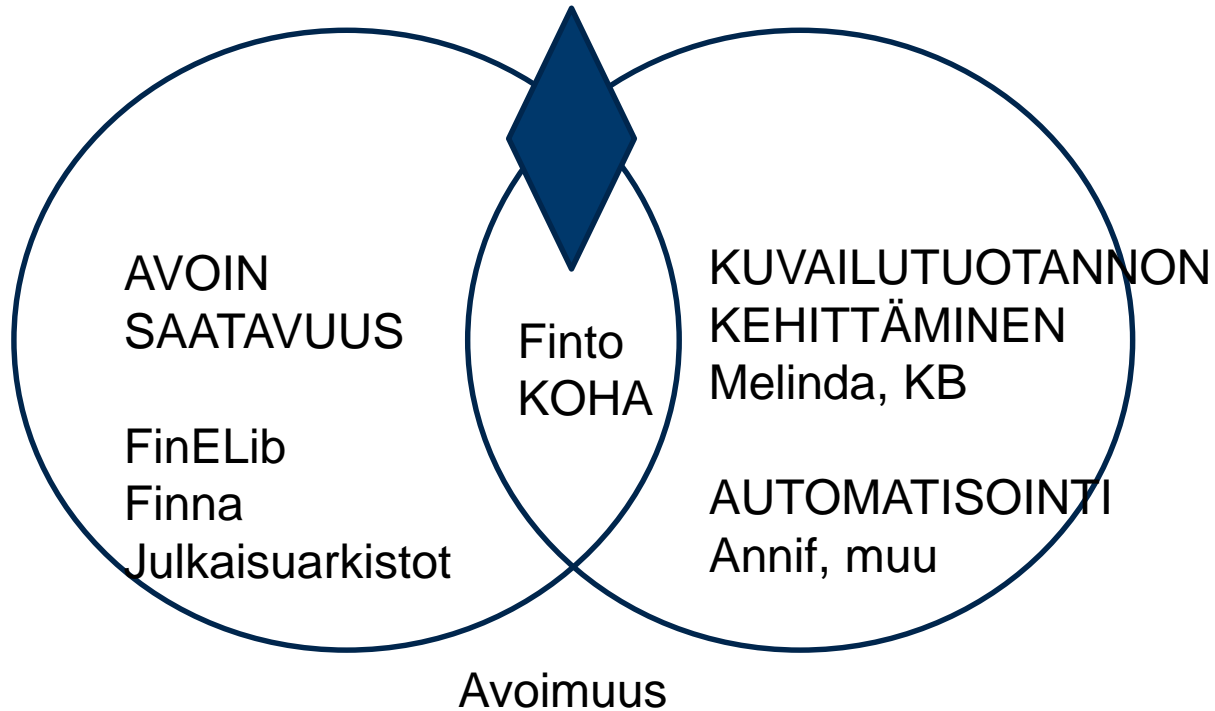 AVOIN
SAATAVUUS
FinELib
Finna
Julkaisuarkistot
Finto
KOHA
KUVAILUTUOTANNON
KEHITTÄMINEN
Melinda, KB
AUTOMATISOINTI
Annif, muu
Avoimuus